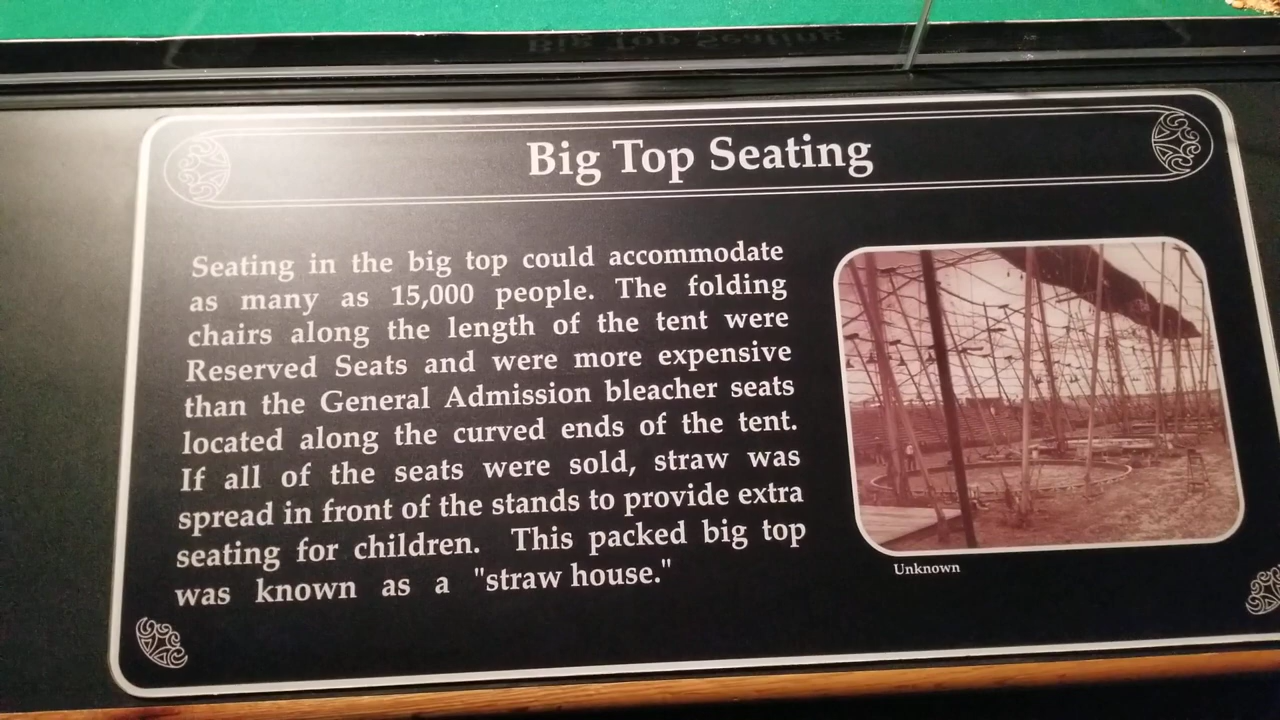 Big Top Seating
Big Top Seating
Seating in the big top could accommodate
as many as 15,000 people. The folding
chairs along the length of the tent were
Reserved Seats and were more expensive
than the General Admission bleacher seats
located along the curved ends of the tent.
If all of the seats were sold, straw was
spread in front of the stands to provide extra
seating for children. This packed big top
was known as a "straw house."
Unknown